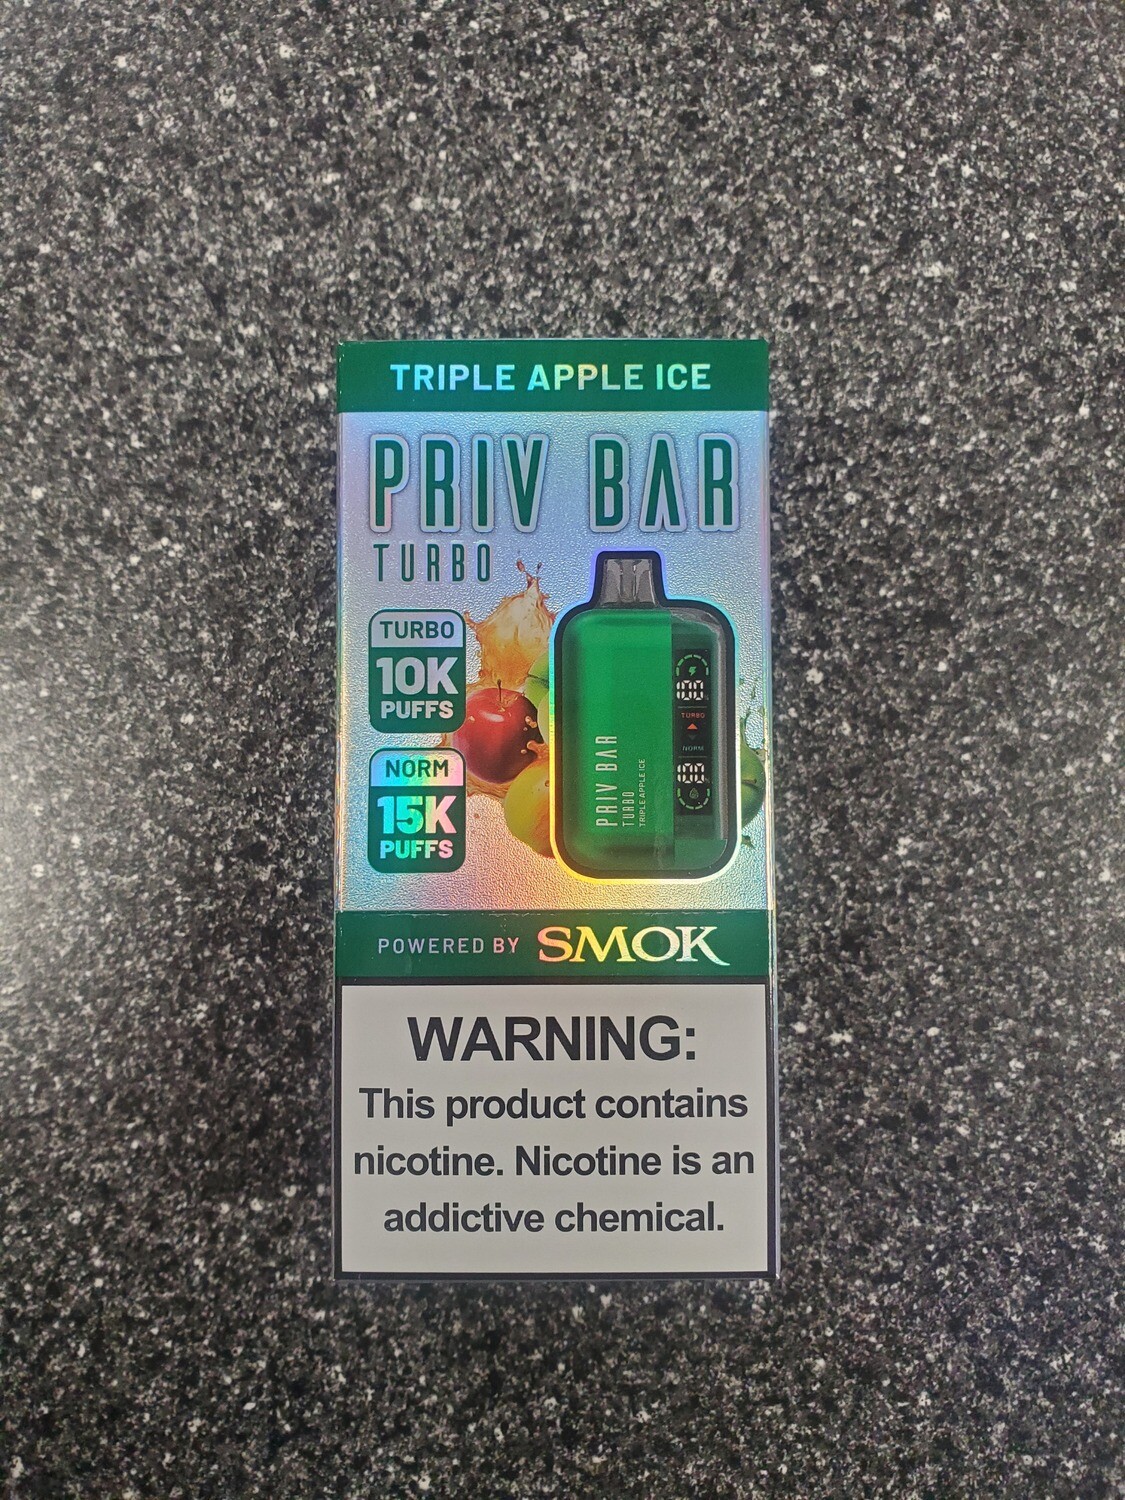 TRIPLE APPLE ICE
PRIV BAR
TURBO
TURBO
10K
PUFFS
NORM
15K
PUFFS
PRIV BAR
TURBO
TRIPLE APPLE ICE
TURBO
NORM
POWERED BY SMOK
WARNING:
This product contains
nicotine. Nicotine is an
addictive chemical.